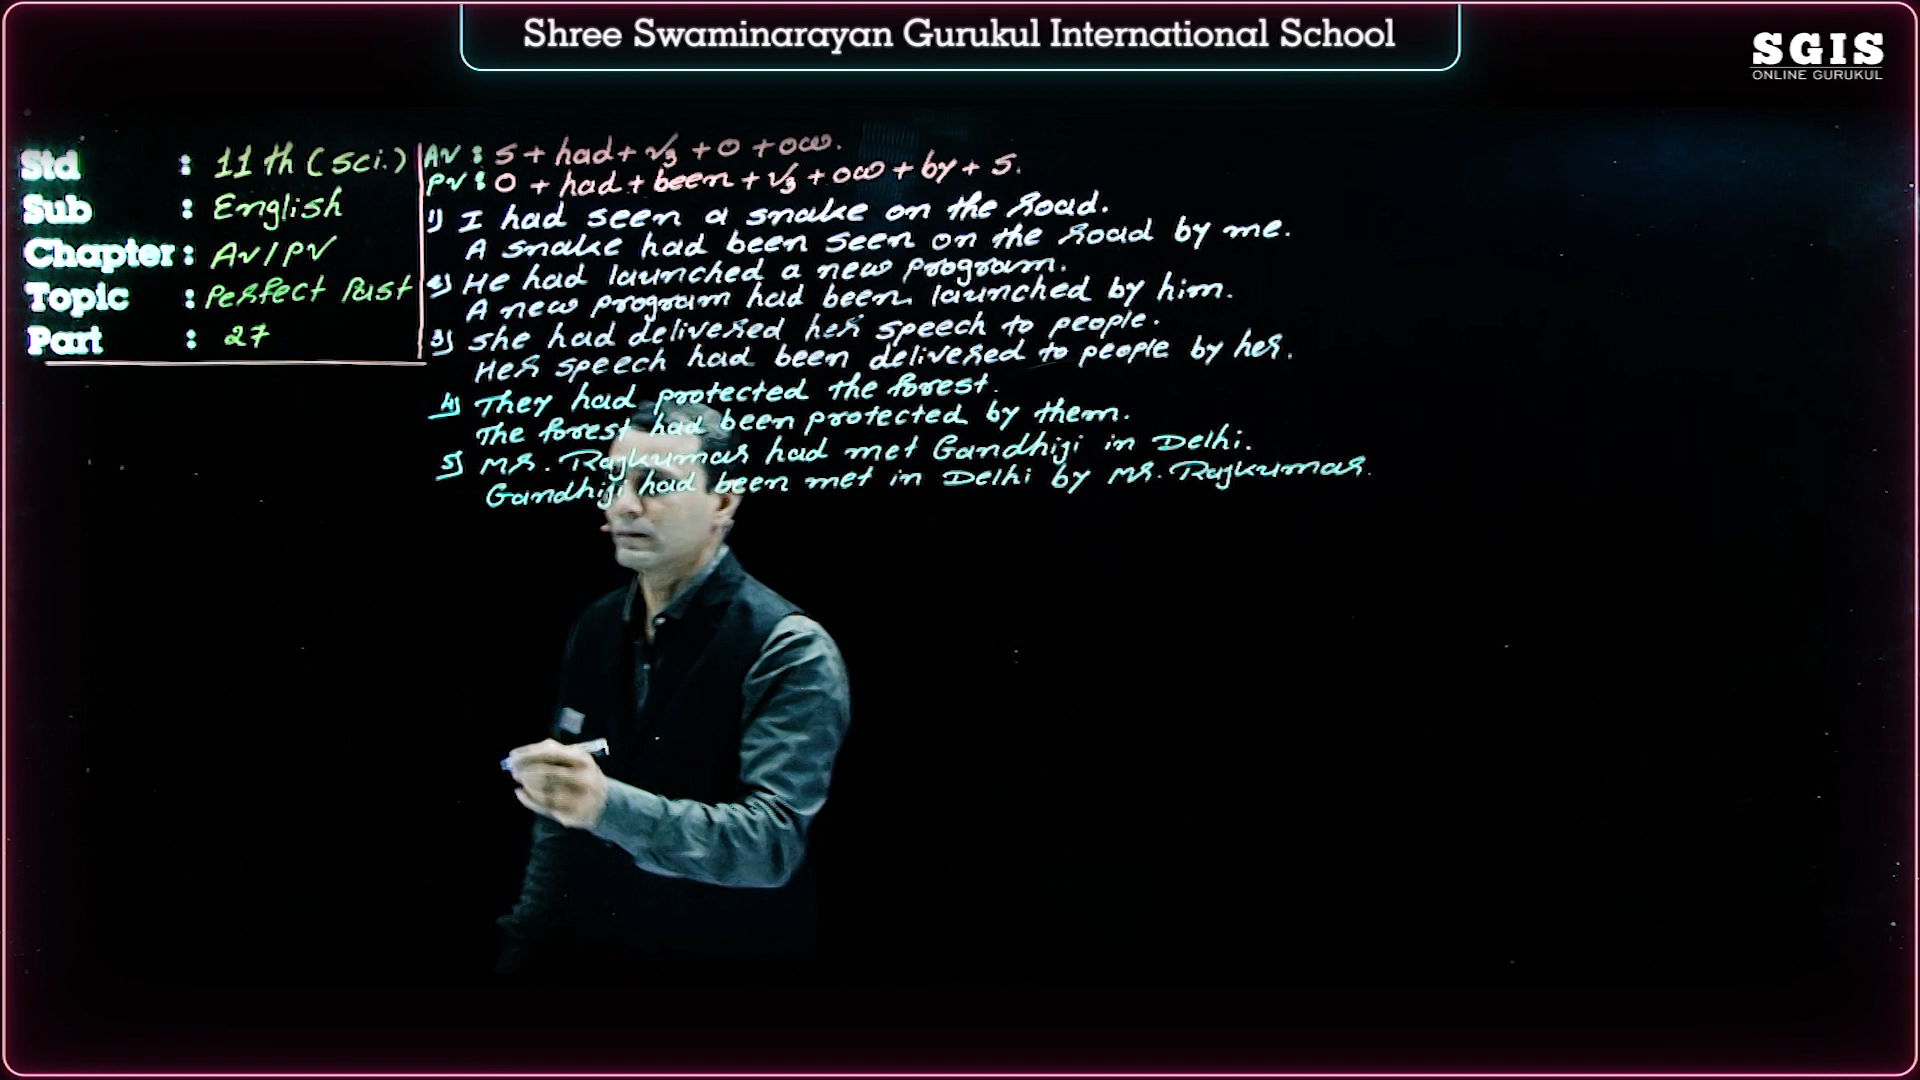 Shree Swaminarayan Gurukul International School
SGIS
ONLINE GURUKUL
Std : 11th (Sci.)
Sub : English
Chapter : AV/PV
Topic : Perfect Past
Part : 27
AV : S + had + V3 + O + OW.
PV : O + had + been + V3 + OW + by + S.
1) I had seen a snake on the road.
A snake had been seen on the road by me.
2) He had launched a new program.
A new program had been launched by him.
3) She had delivered her speech to people.
Her speech had been delivered to people by her.
4) They had protected the forest.
The forest had been protected by them.
5) Mr. Rajkumar had met Gandhiji in Delhi.
Gandhiji had been met in Delhi by Mr. Rajkumar.